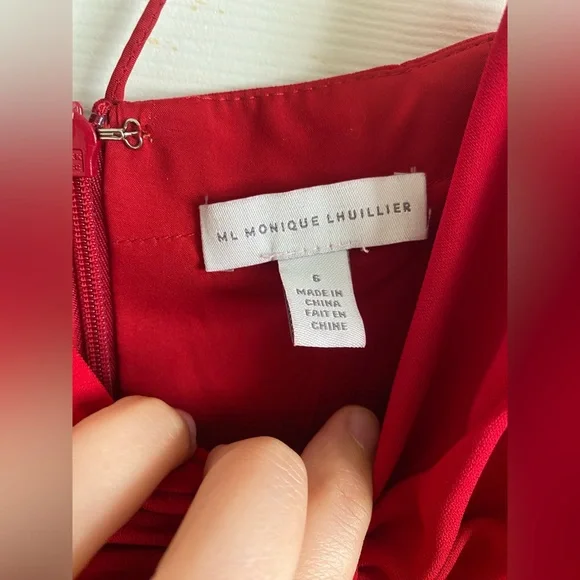 ML MONIQUE LHUILLIER
6
MADE IN
CHINA
FAIT EN
CHINE